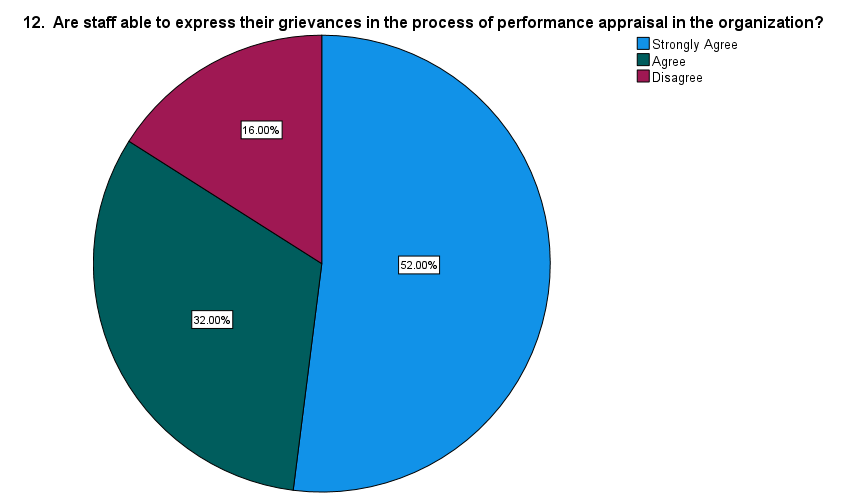 12. Are staff able to express their grievances in the process of performance appraisal in the organization?
Strongly Agree
Agree
Disagree
16.00%
52.00%
32.00%